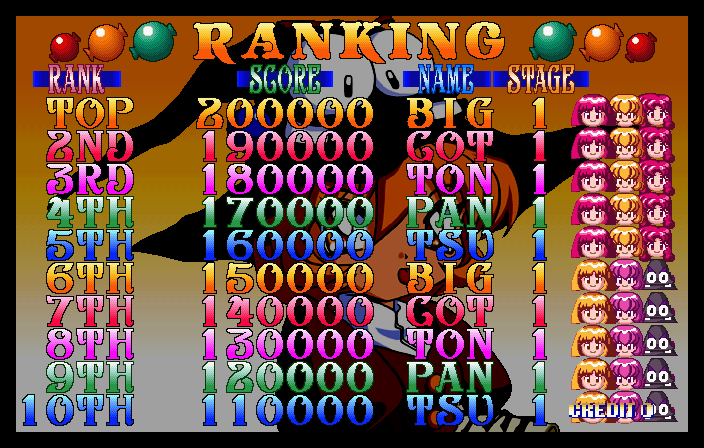 RANKING
RANK SCORE NAME STAGE
TOP 200000 BIG 1
2ND 190000 GOT 1
3RD 180000 TON 1
4TH 170000 PAN 1
5TH 160000 TSU 1
6TH 150000 BIG 1
7TH 140000 GOT 1
8TH 130000 TON 1
9TH 120000 PAN 1
10TH 110000 TSU 1
CREDIT 0